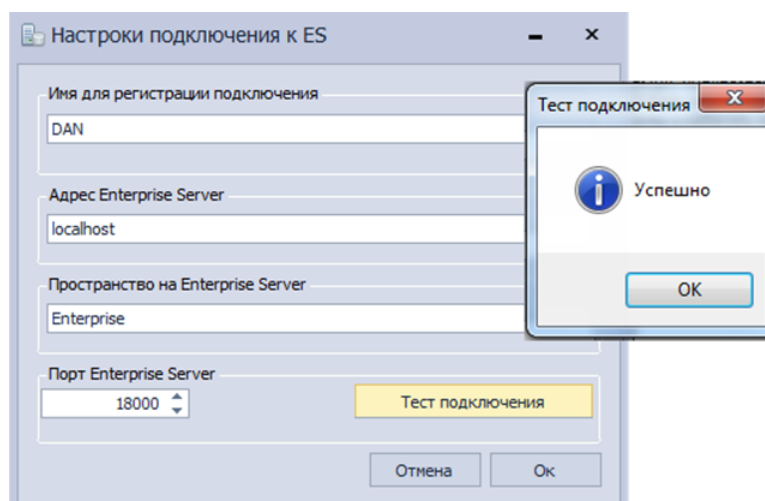 Настроки подключения к ES
Имя для регистрации подключения
DAN
Адрес Enterprise Server
localhost
Пространство на Enterprise Server
Enterprise
Порт Enterprise Server
18000
Тест подключения
Отмена
Ок
Тест подключения
Успешно
OK